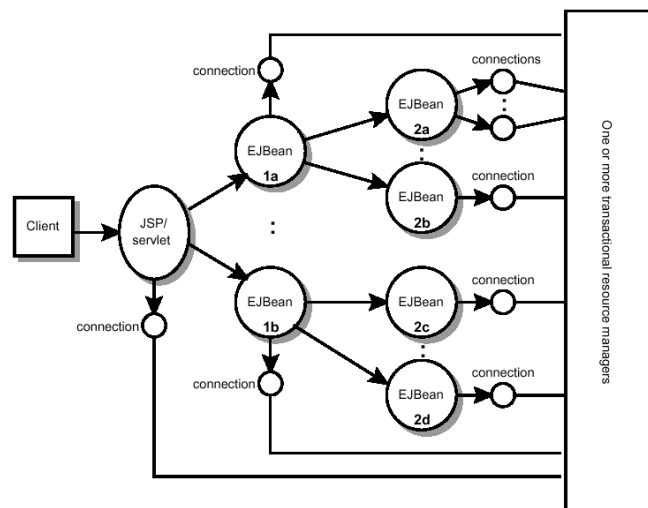 connections
connection
EJBean
2a
EJBean
1a
connection
EJBean
2b
Client
JSP/
servlet
connection
EJBean
1b
EJBean
2c
connection
connection
connection
EJBean
2d
One or more transactional resource
managers